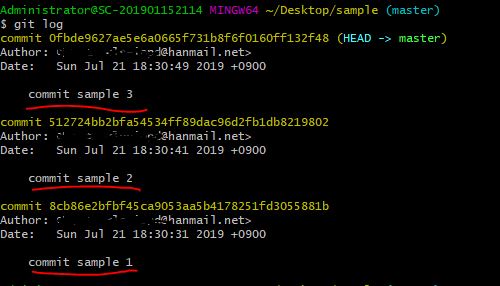 Administrator@SC-201901152114 MINGW64 ~/Desktop/sample (master)
$ git log
commit 0fbde9627ae5e6a0665f731b8f6f0160ff132f48 (HEAD -> master)
Author:
@hanmail.net>
Date:   Sun Jul 21 18:30:49 2019 +0900
commit sample 3
commit 512724bb2bfa54534ff89dac96d2fb1db8219802
Author:
@hanmail.net>
Date:   Sun Jul 21 18:30:41 2019 +0900
commit sample 2
commit 8cb86e2bfbf45ca9053aa5b4178251fd3055881b
Author:
@hanmail.net>
Date:   Sun Jul 21 18:30:31 2019 +0900
commit sample 1